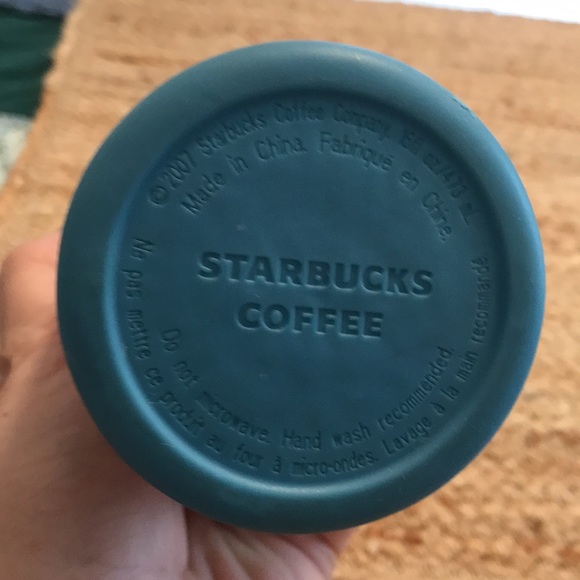 ©2007 Starbucks Coffee Company. 16 fl oz/473 mL
Made in China. Fabriqué en Chine.
STARBUCKS
COFFEE
Do not microwave. Hand wash recommended.
Ne pas mettre ce produit au four à micro-ondes. Lavage à la main recommandé